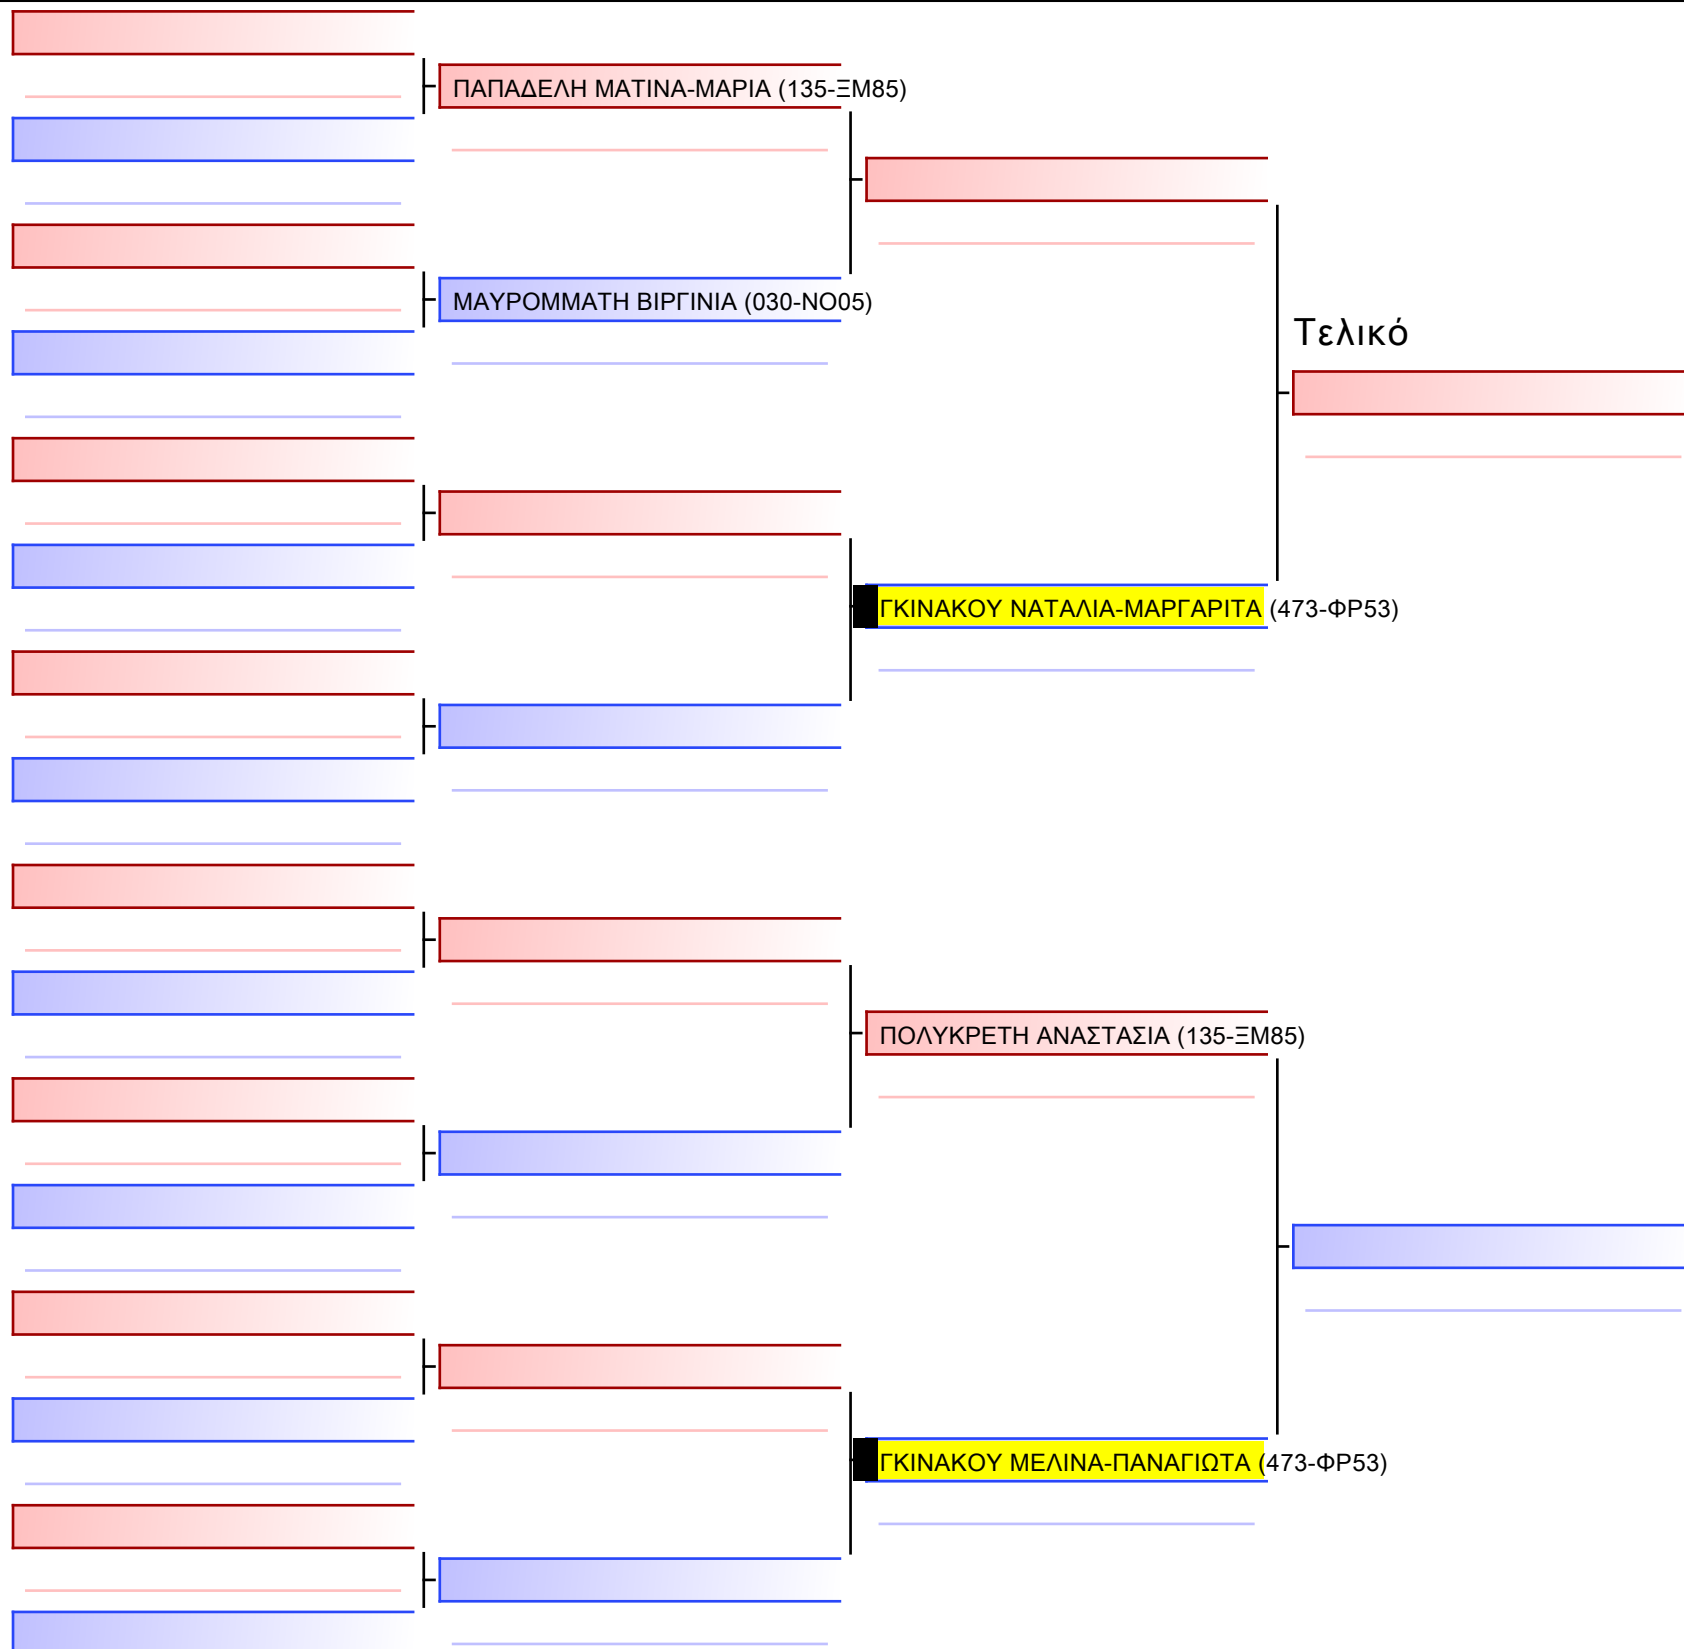 ΠΑΠΑΔΕΛΗ ΜΑΤΙΝΑ-ΜΑΡΙΑ (135-ΞΜ85)
ΜΑΥΡΟΜΜΑΤΗ ΒΙΡΓΙΝΙΑ (030-ΝΟ05)
Τελικό
ΓΚΙΝΑΚΟΥ ΝΑΤΑΛΙΑ-ΜΑΡΓΑΡΙΤΑ (473-ΦΡ53)
ΠΟΛΥΚΡΕΤΗ ΑΝΑΣΤΑΣΙΑ (135-ΞΜ85)
ΓΚΙΝΑΚΟΥ ΜΕΛΙΝΑ-ΠΑΝΑΓΙΩΤΑ (473-ΦΡ53)